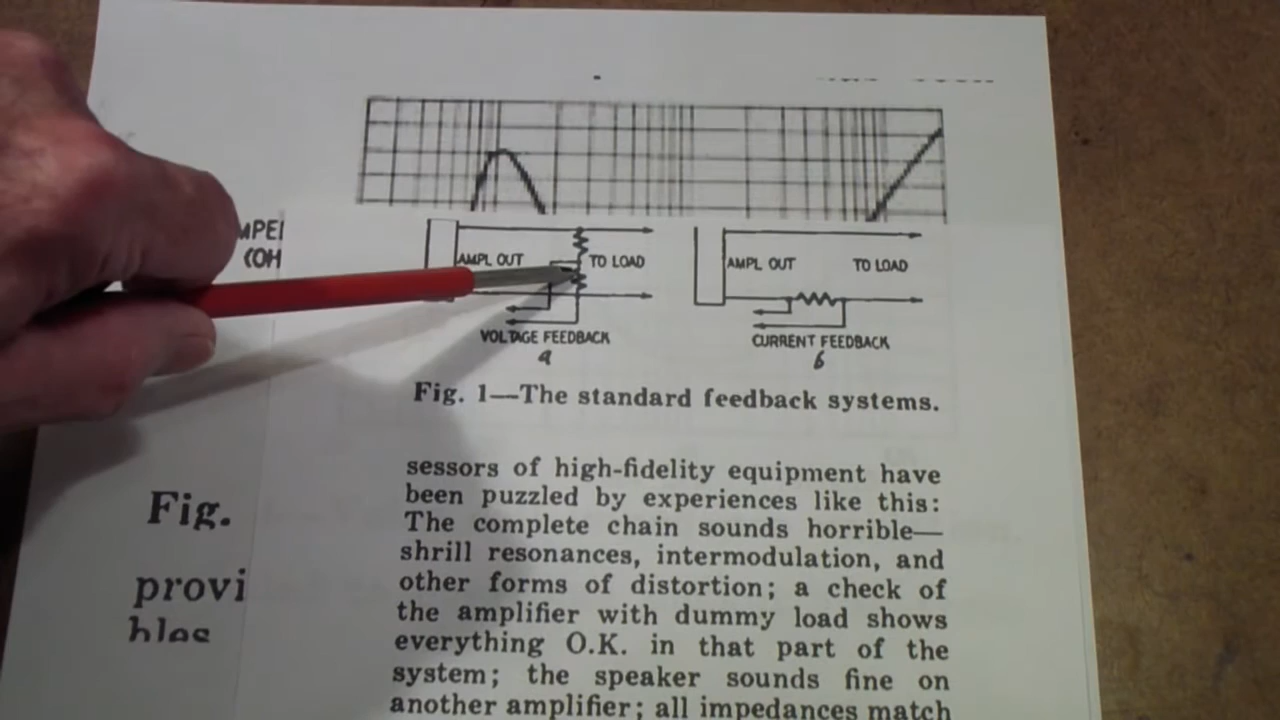 AMPL OUT
TO LOAD
AMPL OUT
TO LOAD
VOLTAGE FEEDBACK
a
CURRENT FEEDBACK
b
Fig. 1—The standard feedback systems.
sessors of high-fidelity equipment have
been puzzled by experiences like this:
The complete chain sounds horrible—
shrill resonances, intermodulation, and
other forms of distortion; a check of
the amplifier with dummy load shows
everything O.K. in that part of the
system; the speaker sounds fine on
another amplifier; all impedances match
Fig.
provi